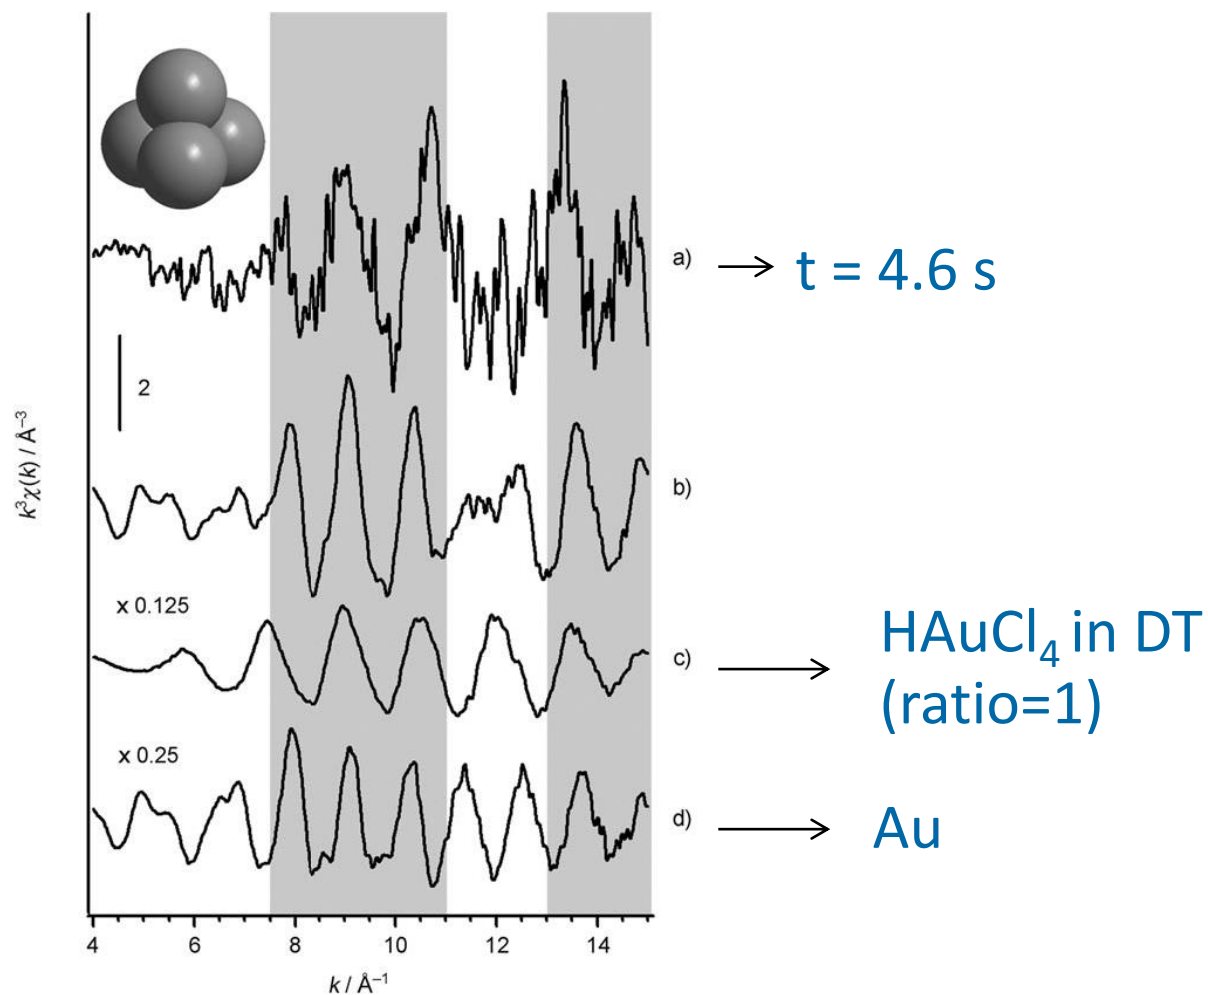 a)
t = 4.6 s
2
k³χ(k) / Å⁻³
b)
x 0.125
HAuCl₄ in DT
c)
(ratio=1)
x 0.25
d)
Au
4 6 8 10 12 14
k / Å⁻¹